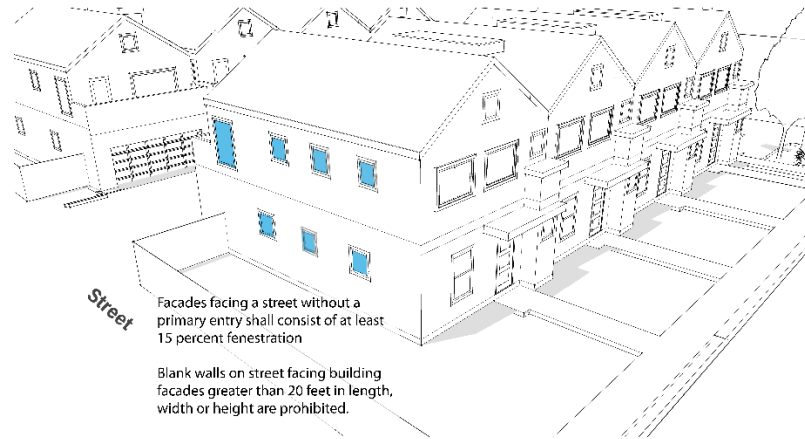 Street
Facades facing a street without a
primary entry shall consist of at least
15 percent fenestration
Blank walls on street facing building
facades greater than 20 feet in length,
width or height are prohibited.